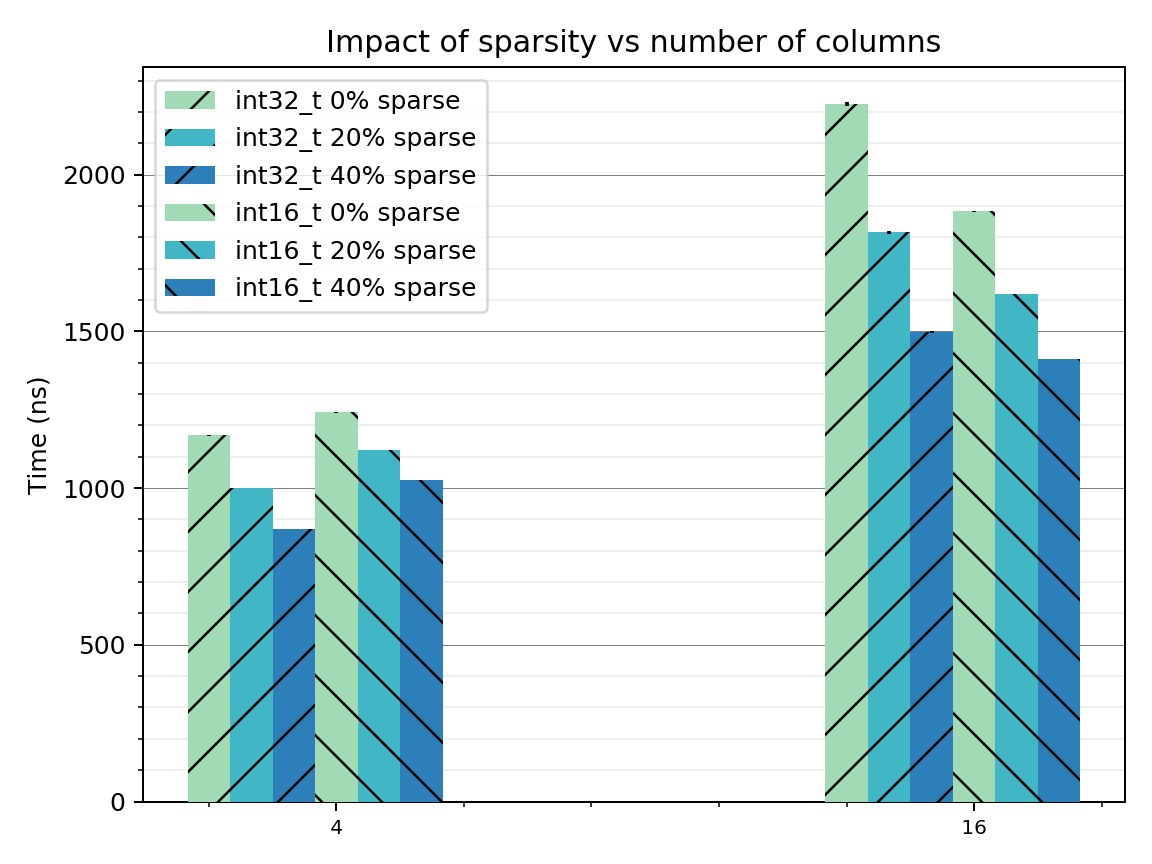 Impact of sparsity vs number of columns
int32_t 0% sparse
int32_t 20% sparse
int32_t 40% sparse
int16_t 0% sparse
int16_t 20% sparse
int16_t 40% sparse
Time (ns)
2000
1500
1000
500
0
4
16